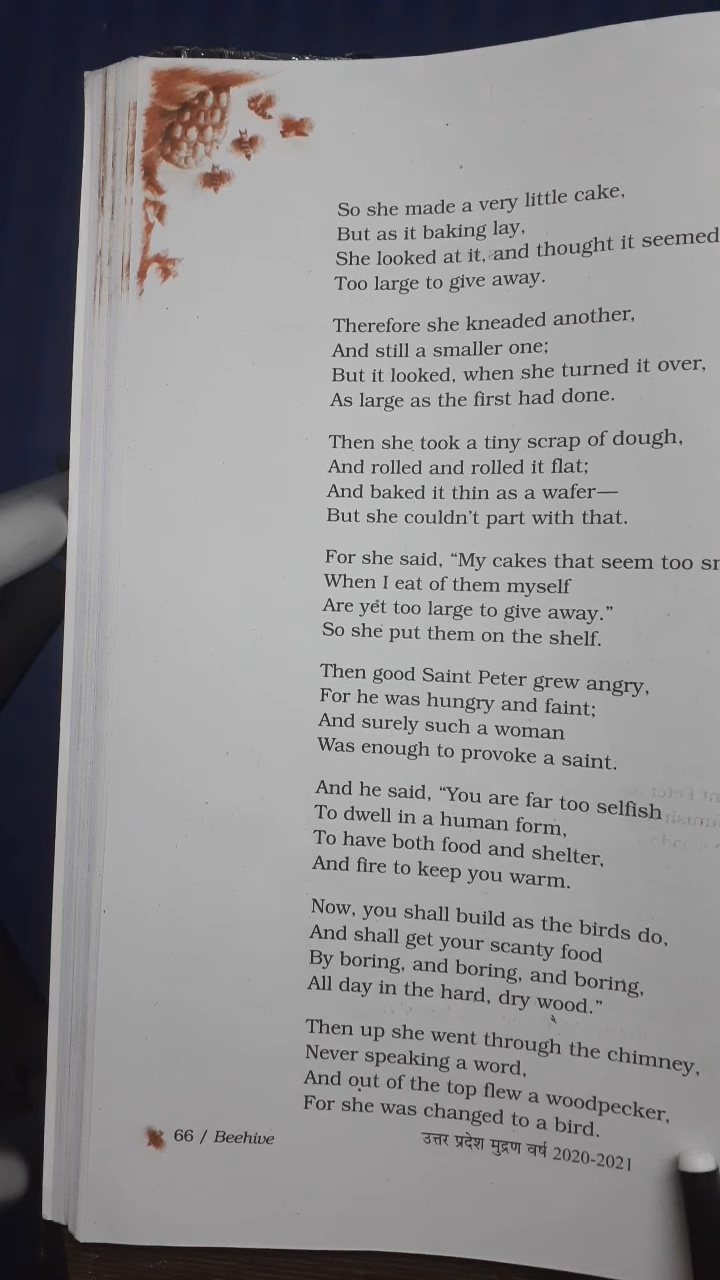 So she made a very little cake,
But as it baking lay,
She looked at it, and thought it seemed
Too large to give away.
Therefore she kneaded another,
And still a smaller one;
But it looked, when she turned it over,
As large as the first had done.
Then she took a tiny scrap of dough,
And rolled and rolled it flat;
And baked it thin as a wafer—
But she couldn't part with that.
For she said, “My cakes that seem too
When I eat of them myself
Are yet too large to give away.”
So she put them on the shelf.
Then good Saint Peter grew angry,
For he was hungry and faint;
And surely such a woman
Was enough to provoke a saint.
And he said, “You are far too selfish
To dwell in a human form,
To have both food and shelter,
And fire to keep you warm.
Now, you shall build as the birds do,
And shall get your scanty food
By boring, and boring, and boring,
All day in the hard, dry wood.”
Then up she went through the chimney,
Never speaking a word,
And out of the top flew a woodpecker,
For she was changed to a bird.
66 / Beehive
उत्तर प्रदेश मुद्रण वर्ष 2020-2021